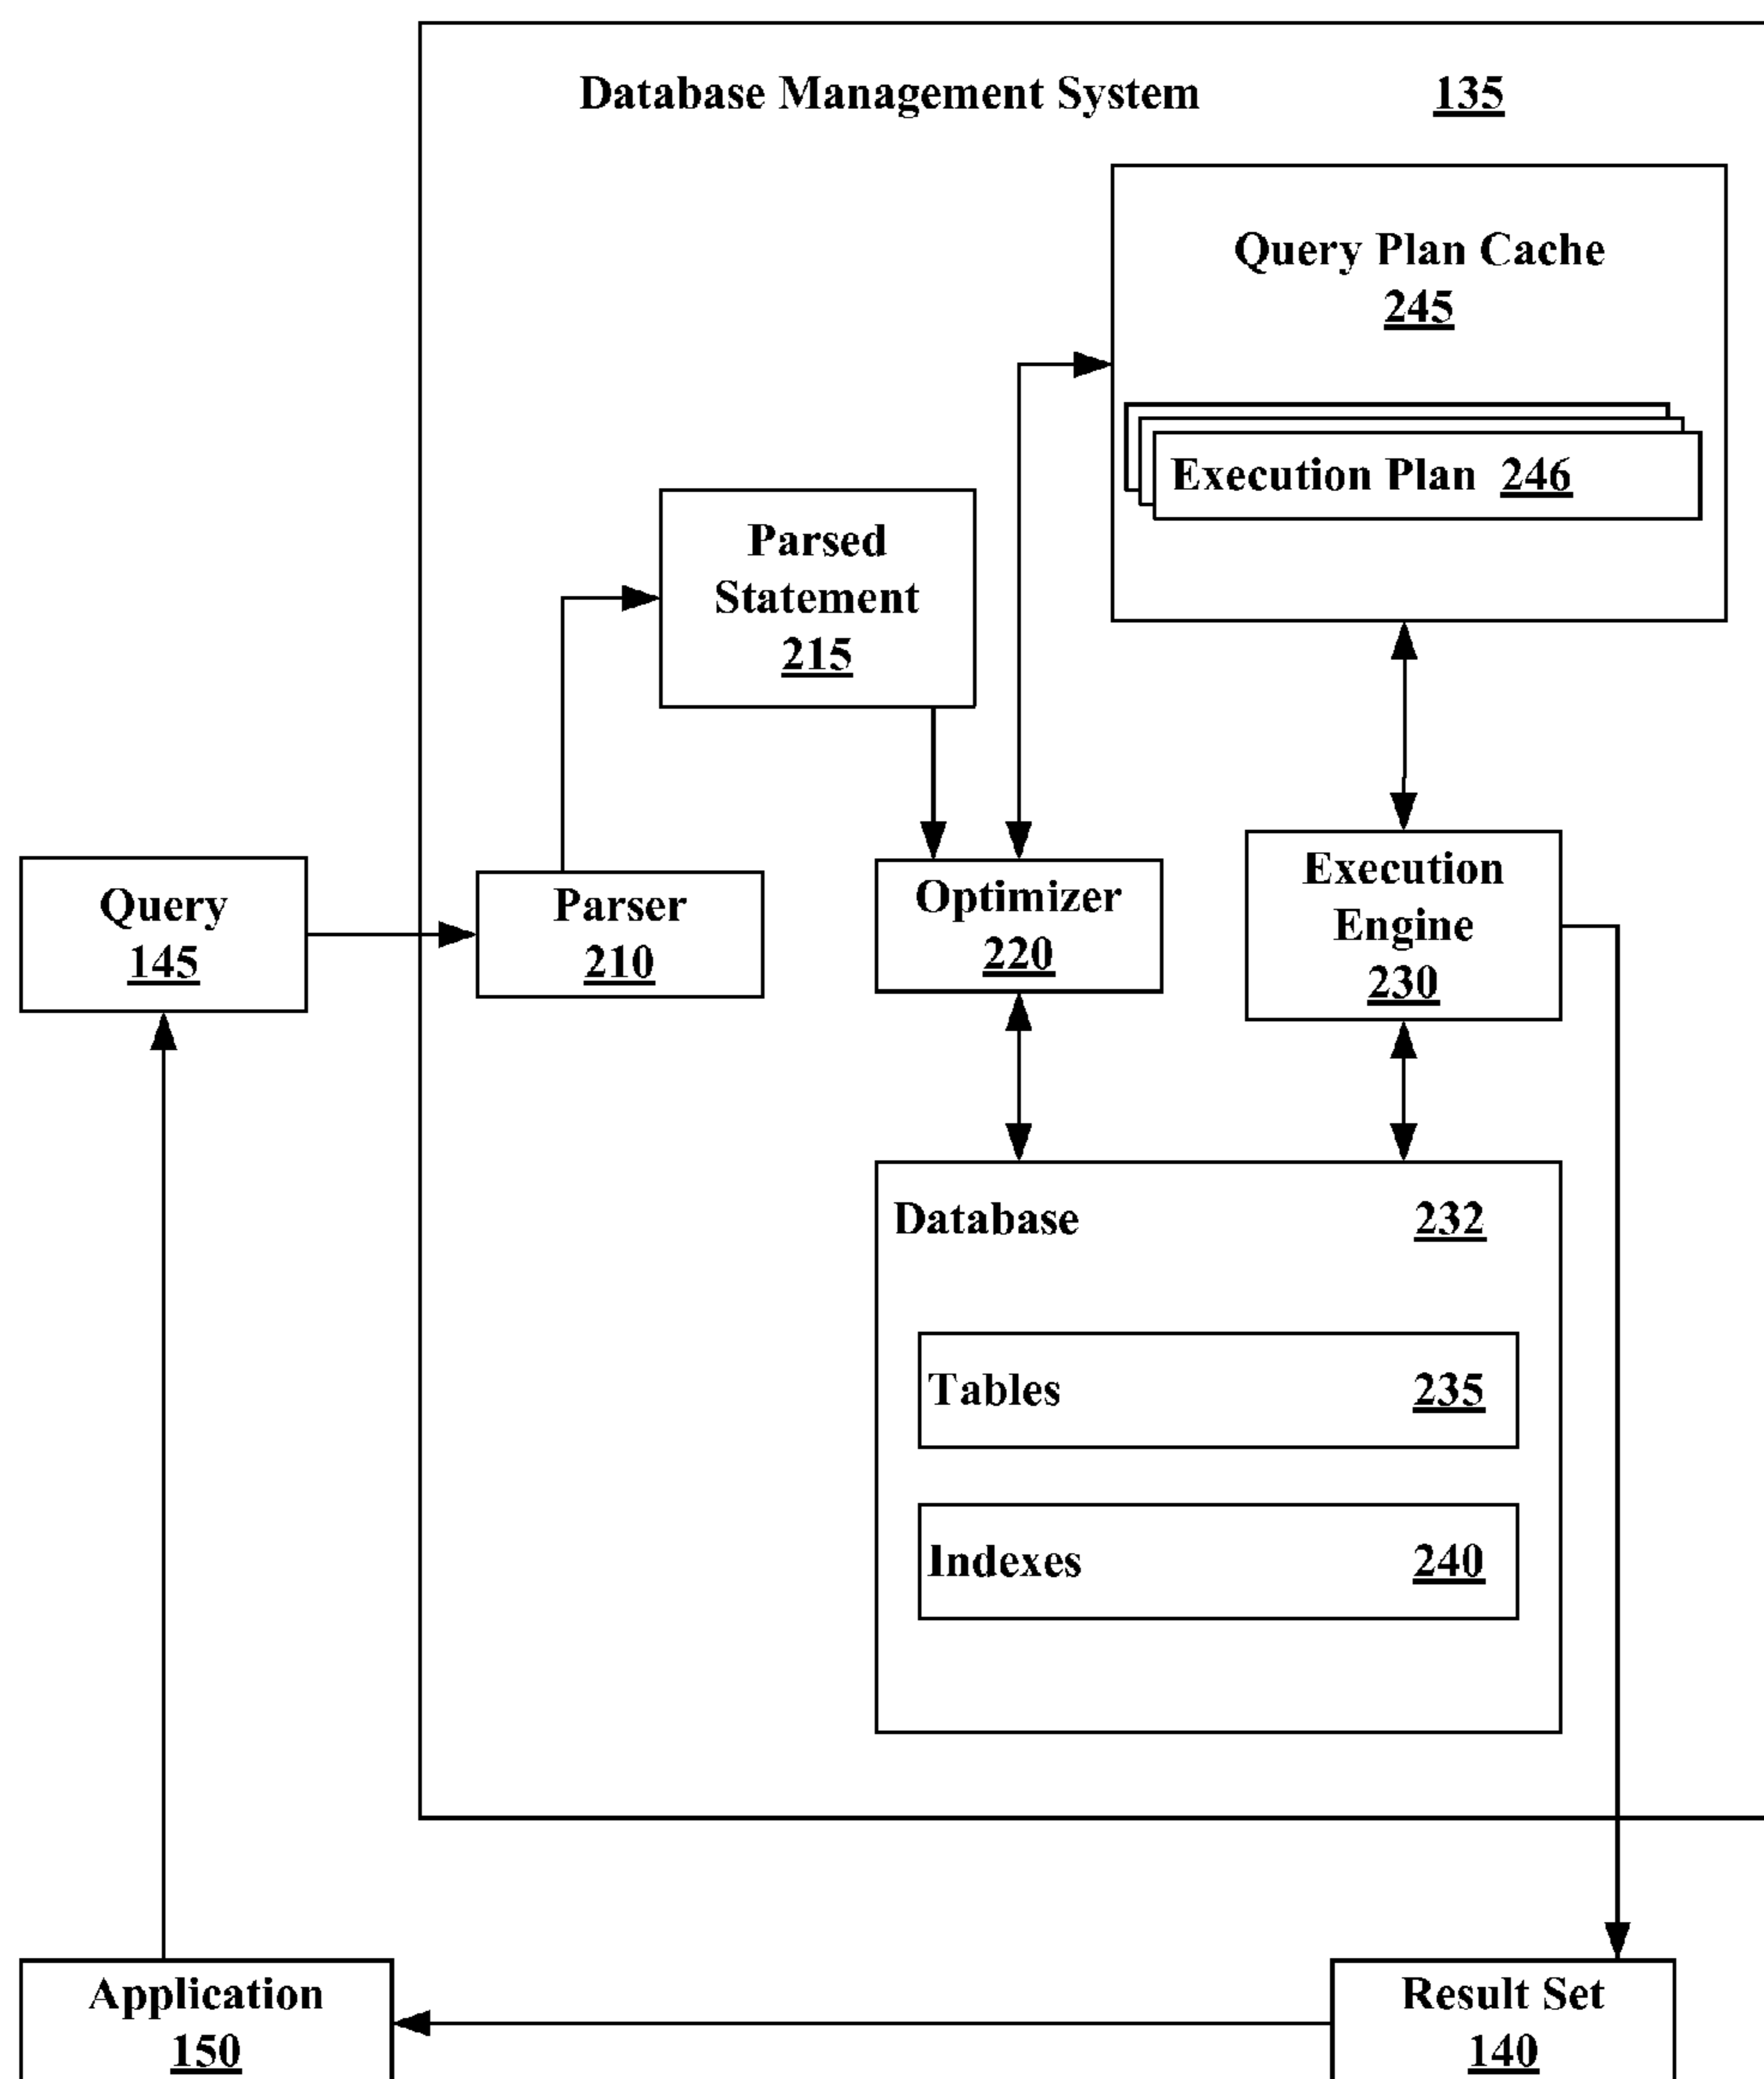 Database Management System 135
Query Plan Cache
245
Execution Plan 246
Parsed
Statement
215
Query
145
Parser
210
Optimizer
220
Execution
Engine
230
Database 232
Tables 235
Indexes 240
Application
150
Result Set
140